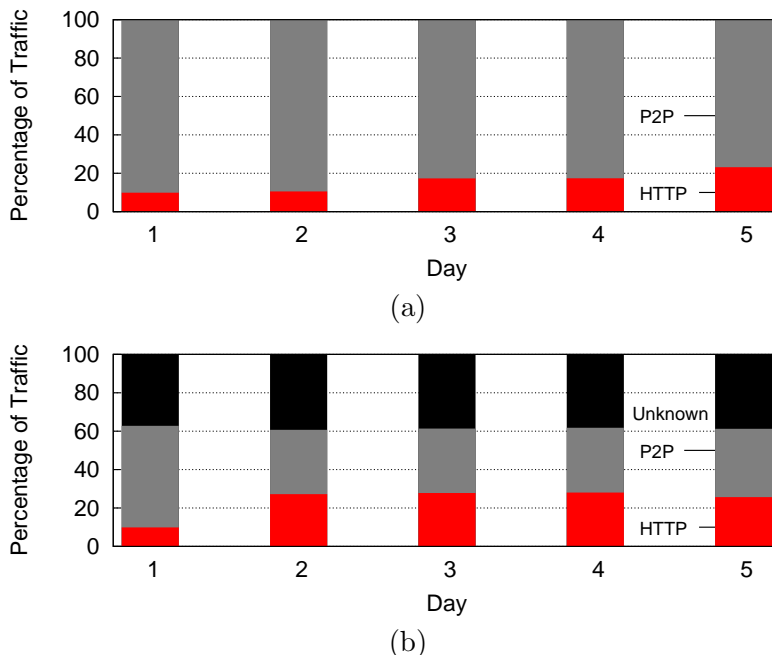 Percentage of Traffic
100
80
60
40
20
0
P2P
HTTP
1 2 3 4 5
Day
(a)
Percentage of Traffic
100
80
60
40
20
0
Unknown
P2P
HTTP
1 2 3 4 5
Day
(b)